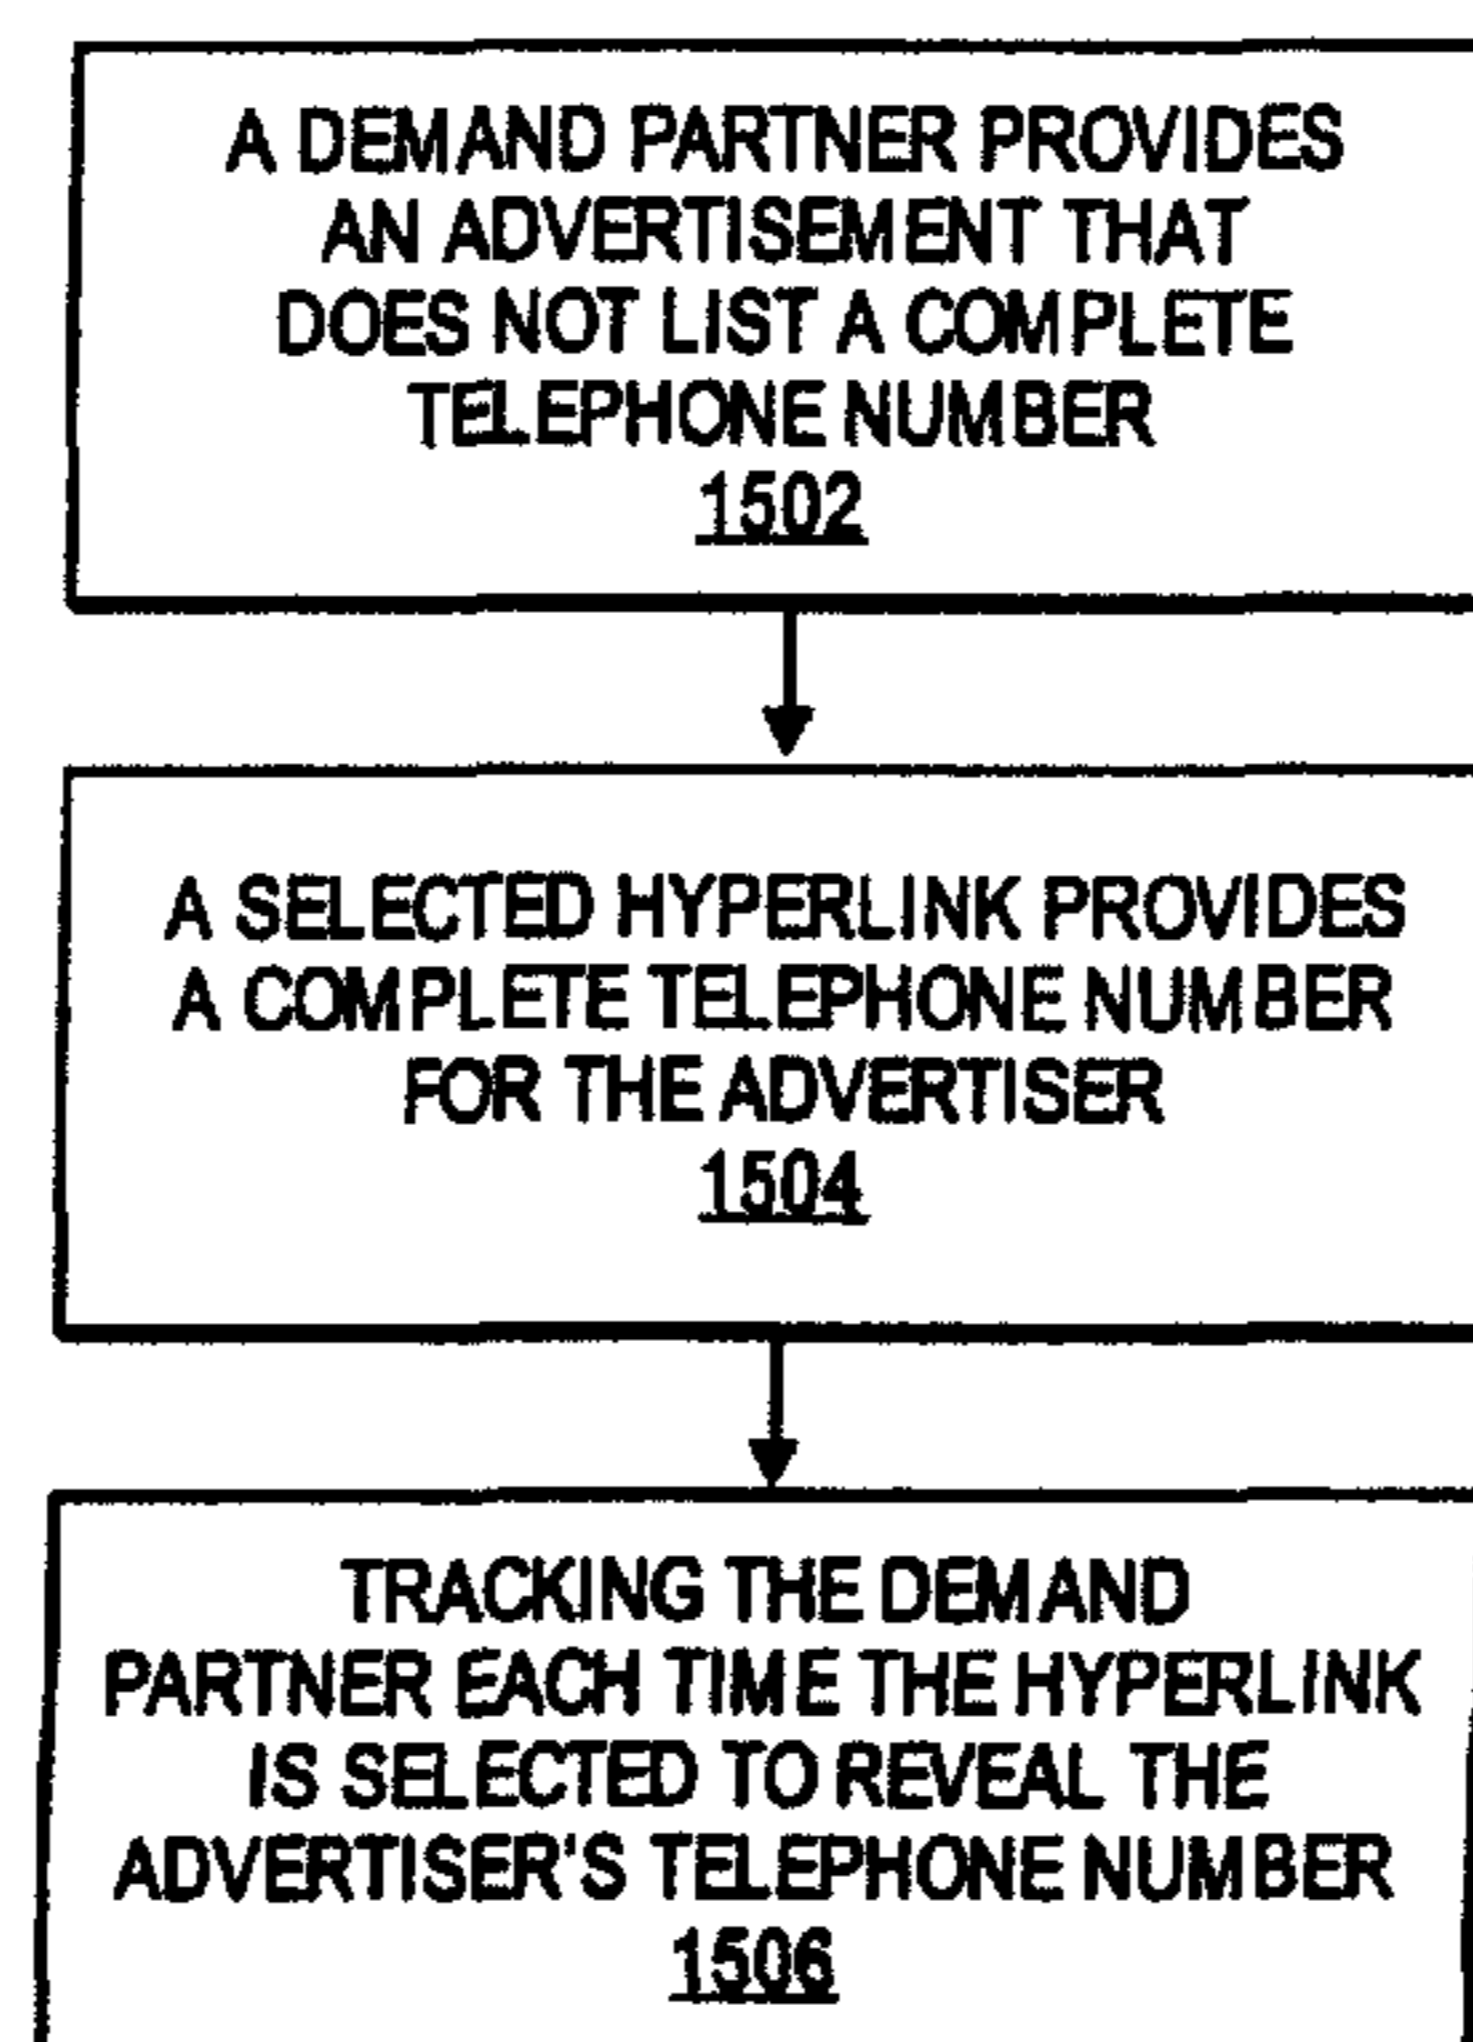 A DEMAND PARTNER PROVIDES
AN ADVERTISEMENT THAT
DOES NOT LIST A COMPLETE
TELEPHONE NUMBER
1502
A SELECTED HYPERLINK PROVIDES
A COMPLETE TELEPHONE NUMBER
FOR THE ADVERTISER
1504
TRACKING THE DEMAND
PARTNER EACH TIME THE HYPERLINK
IS SELECTED TO REVEAL THE
ADVERTISER'S TELEPHONE NUMBER
1506